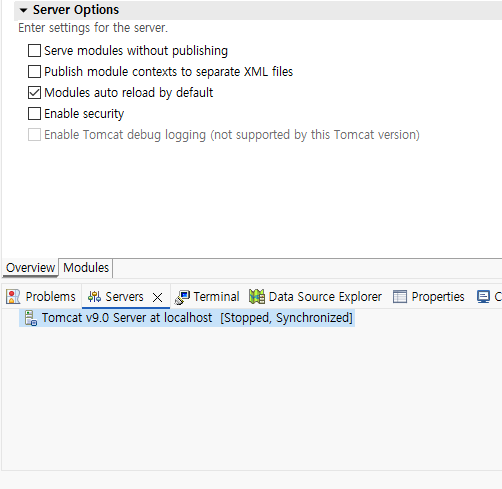 Server Options
Enter settings for the server.
Serve modules without publishing
Publish module contexts to separate XML files
Modules auto reload by default
Enable security
Enable Tomcat debug logging (not supported by this Tomcat version)
Overview Modules
Problems Servers Terminal Data Source Explorer Properties C
Tomcat v9.0 Server at localhost [Stopped, Synchronized]